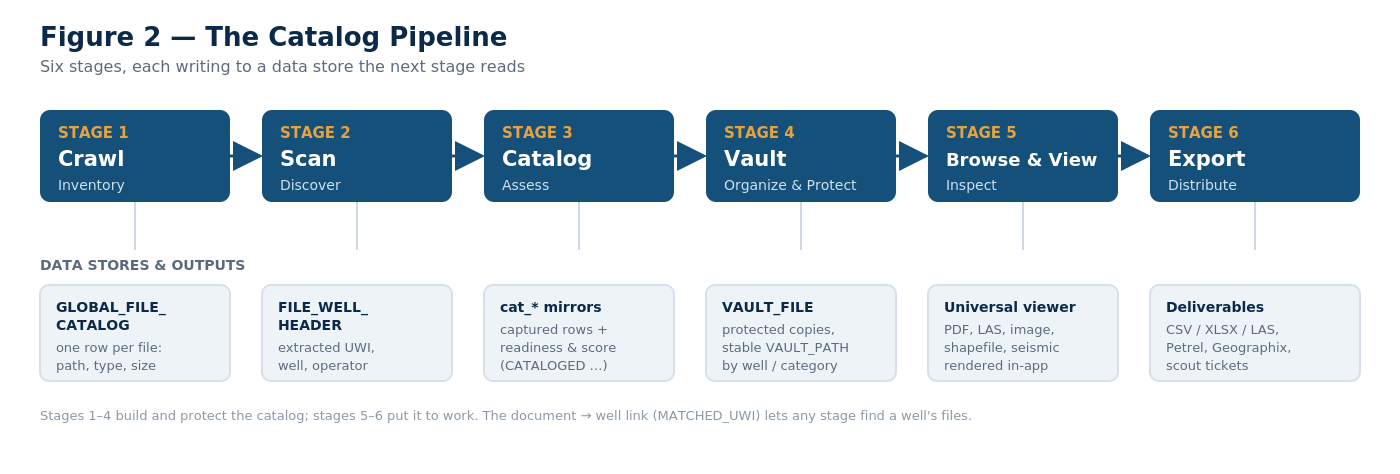 Figure 2 — The Catalog Pipeline
Six stages, each writing to a data store the next stage reads
STAGE 1
Crawl
Inventory
STAGE 2
Scan
Discover
STAGE 3
Catalog
Assess
STAGE 4
Vault
Organize & Protect
STAGE 5
Browse & View
Inspect
STAGE 6
Export
Distribute
DATA STORES & OUTPUTS
GLOBAL_FILE_
CATALOG
one row per file:
path, type, size
FILE_WELL_
HEADER
extracted UWI,
well, operator
cat_* mirrors
captured rows +
readiness & score
(CATALOGED …)
VAULT_FILE
protected copies,
stable VAULT_PATH
by well / category
Universal viewer
PDF, LAS, image,
shapefile, seismic
rendered in-app
Deliverables
CSV / XLSX / LAS,
Petrel, Geographix,
scout tickets
Stages 1–4 build and protect the catalog; stages 5–6 put it to work. The document → well link (MATCHED_UWI) lets any stage find a well's files.